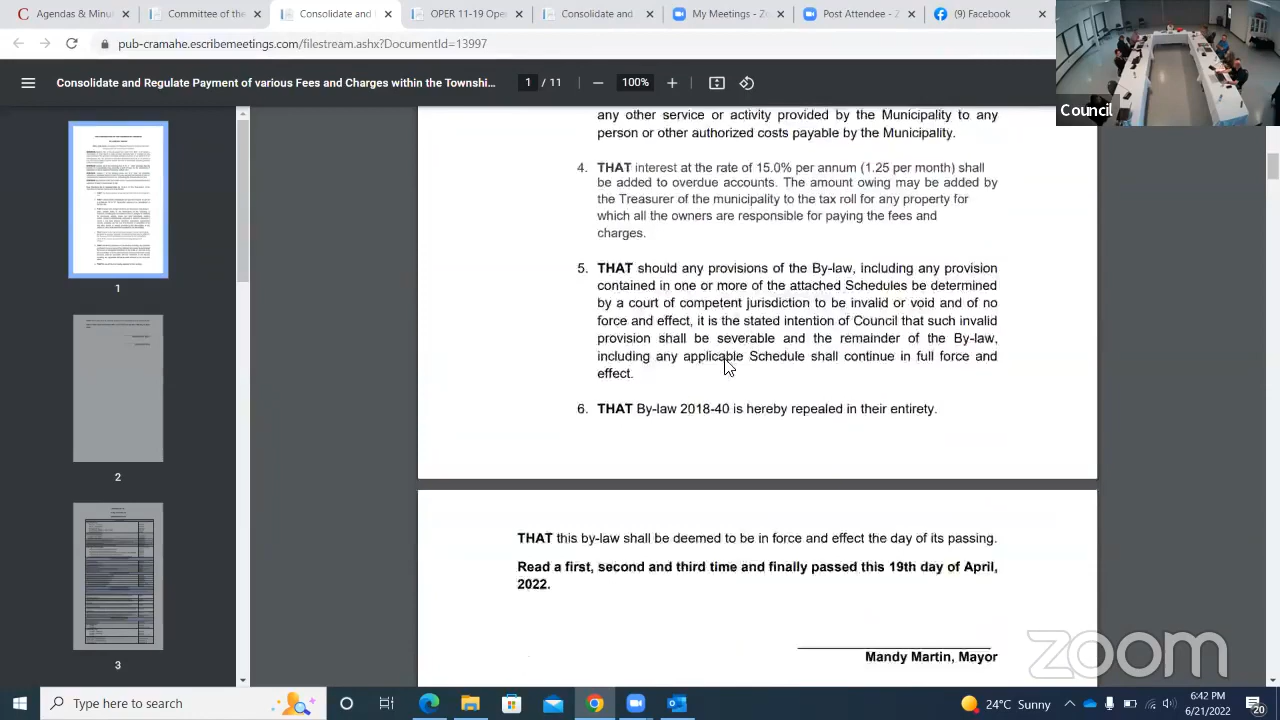 Agendas & Minutes
Committee of the
Consolidate and
OPER 11-19 Ope
Consolidate and
My Meetings - Z
Post Attendee - Z
(9) Facebook
pub-cramahe.escribemeetings.com/filestream.ashx?DocumentId=13997
Council
Consolidate and Regulate Payment of various Fees and Charges within the Townshi...
1 / 11
100%
any other service or activity provided by the Municipality to any
person or other authorized costs payable by the Municipality.
4. THAT interest at the rate of 15.0% per annum (1.25 per month) shall
be added to overdue accounts. The amount owing may be added by
the Treasurer of the municipality to the tax roll for any property for
which all the owners are responsible for paying the fees and
charges.
5. THAT should any provisions of the By-law, including any provision
contained in one or more of the attached Schedules be determined
by a court of competent jurisdiction to be invalid or void and of no
force and effect, it is the stated intention of Council that such invalid
provision shall be severable and the remainder of the By-law,
including any applicable Schedule shall continue in full force and
effect.
6. THAT By-law 2018-40 is hereby repealed in their entirety.
1
2
3
THAT this by-law shall be deemed to be in force and effect the day of its passing.
Read a first, second and third time and finally passed this 19th day of April,
2022.
Mandy Martin, Mayor
zoom
Type here to search
24°C Sunny
6:42 PM
6/21/2022
20